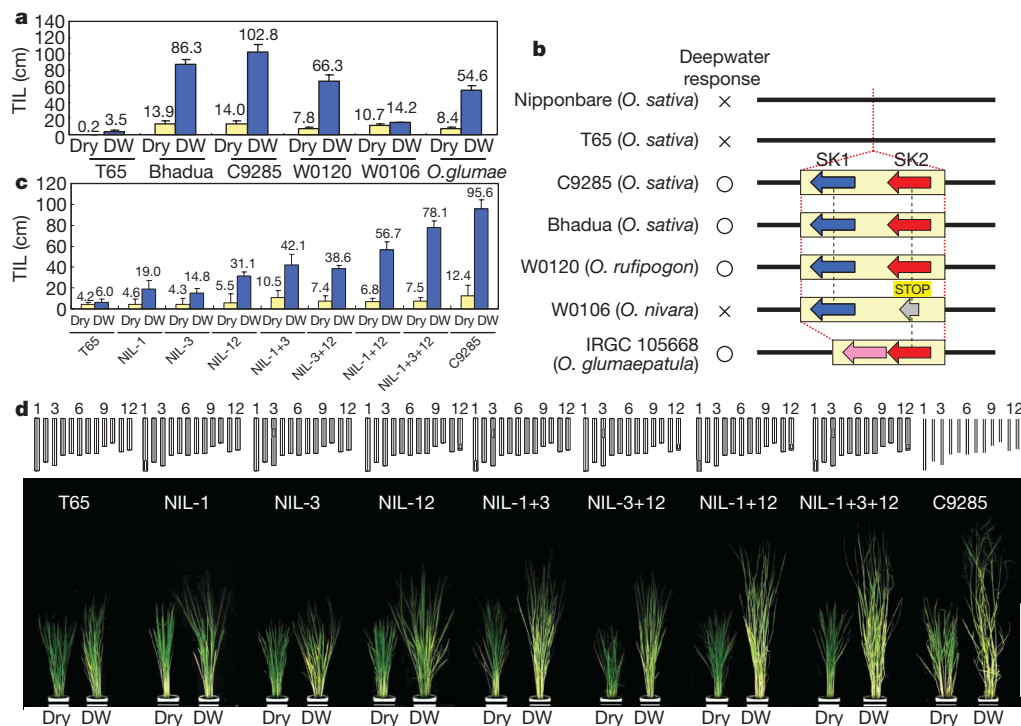 a
TIL (cm)
140
120
100
80
60
40
20
0
0.2 3.5 13.9 86.3 14.0 102.8 7.8 66.3 10.7 14.2 8.4 54.6
Dry DW Dry DW Dry DW Dry DW Dry DW Dry DW
T65 Bhadua C9285 W0120 W0106 O.glumae
b
Deepwater
response
Nipponbare (O. sativa) ×
T65 (O. sativa) ×
SK1 SK2
C9285 (O. sativa) ○
Bhadua (O. sativa) ○
W0120 (O. rufipogon) ○
STOP
W0106 (O. nivara) ×
IRGC 105668
(O. glumaepatula) ○
c
TIL (cm)
120
100
80
60
40
20
0
4.2 6.0 4.6 19.0 4.3 14.8 5.5 31.1 10.5 42.1 7.4 38.6 6.8 56.7 7.5 78.1 12.4 95.6
Dry DW Dry DW Dry DW Dry DW Dry DW Dry DW Dry DW Dry DW Dry DW
T65 NIL-1 NIL-3 NIL-12 NIL-1+3 NIL-3+12 NIL-1+12 NIL-1+3+12 C9285
d
1 3 6 9 12 1 3 6 9 12 1 3 6 9 12 1 3 6 9 12 1 3 6 9 12 1 3 6 9 12 1 3 6 9 12 1 3 6 9 12 1 3 6 9 12
T65 NIL-1 NIL-3 NIL-12 NIL-1+3 NIL-3+12 NIL-1+12 NIL-1+3+12 C9285
Dry DW Dry DW Dry DW Dry DW Dry DW Dry DW Dry DW Dry DW Dry DW